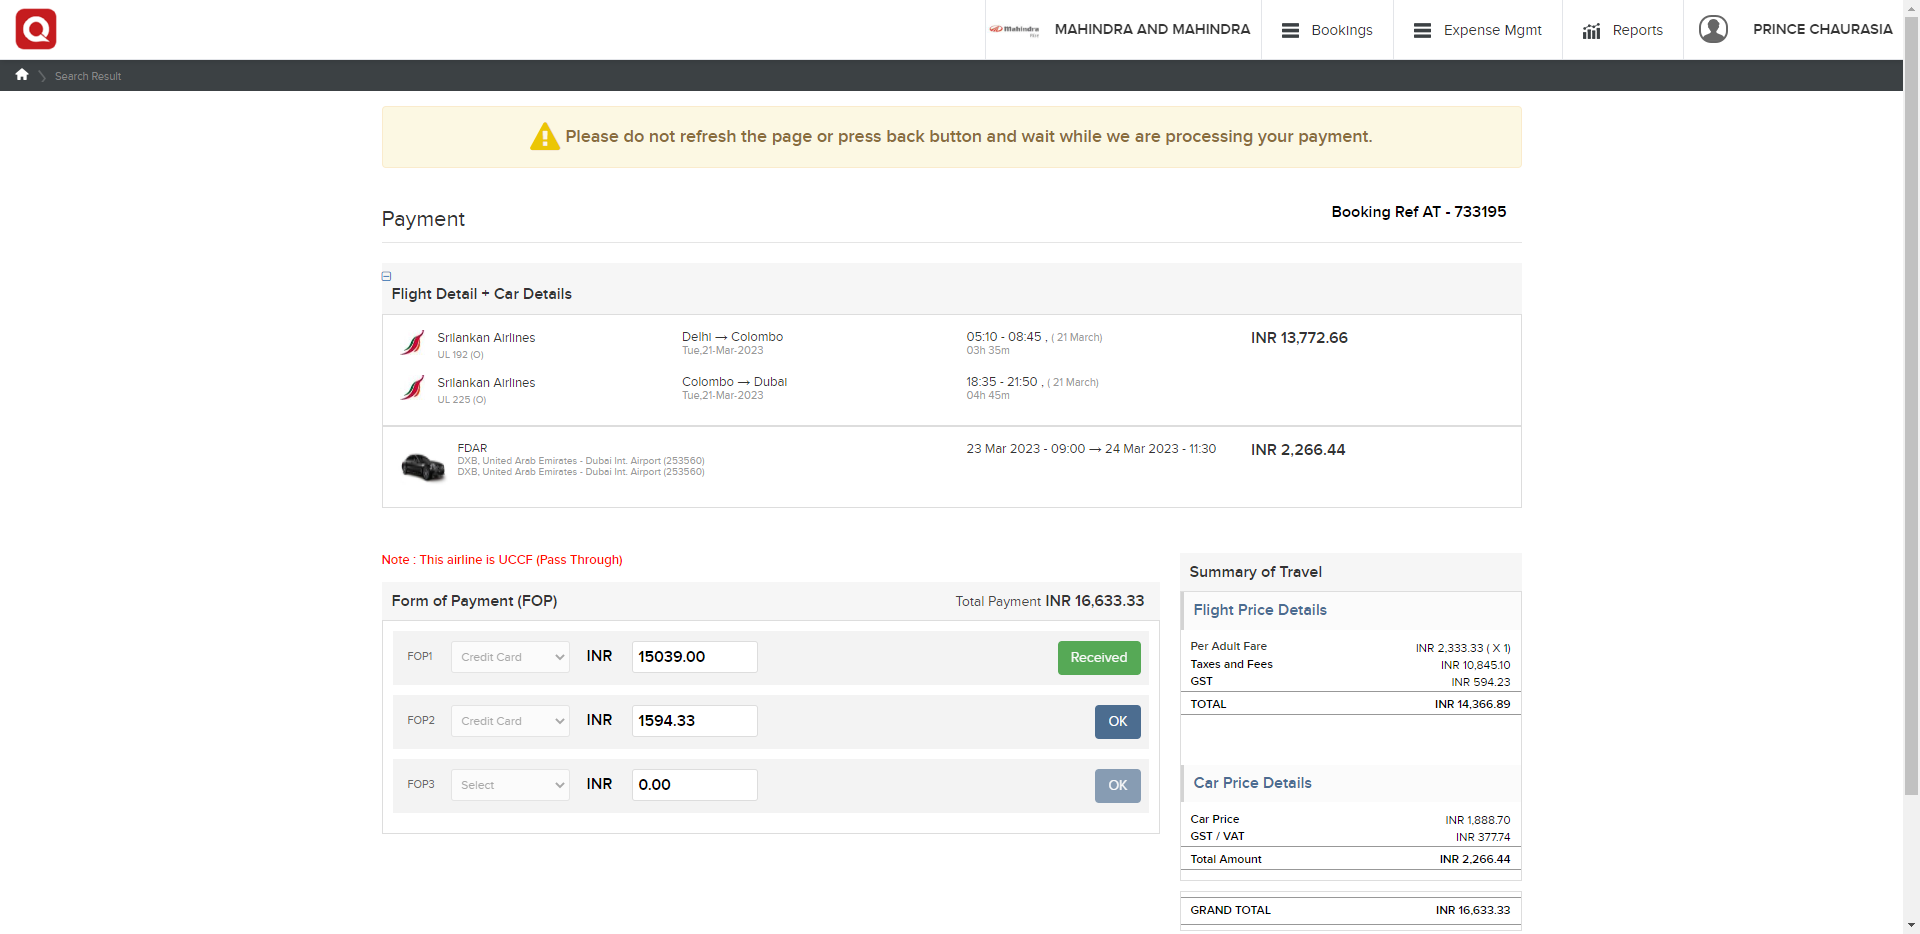 Mahindra
MAHINDRA AND MAHINDRA
Bookings
Expense Mgmt
Reports
PRINCE CHAURASIA
Search Result
Please do not refresh the page or press back button and wait while we are processing your payment.
Payment
Booking Ref AT - 733195
Flight Detail + Car Details
Srilankan Airlines
UL 192 (O)
Delhi → Colombo
Tue,21-Mar-2023
05:10 - 08:45 , ( 21 March)
03h 35m
INR 13,772.66
Srilankan Airlines
UL 225 (O)
Colombo → Dubai
Tue,21-Mar-2023
18:35 - 21:50 , ( 21 March)
04h 45m
FDAR
DXB, United Arab Emirates - Dubai Int. Airport (253560)
DXB, United Arab Emirates - Dubai Int. Airport (253560)
23 Mar 2023 - 09:00 → 24 Mar 2023 - 11:30
INR 2,266.44
Note : This airline is UCCF (Pass Through)
Form of Payment (FOP)
Total Payment INR 16,633.33
FOP1
Credit Card
INR
15039.00
Received
FOP2
Credit Card
INR
1594.33
OK
FOP3
Select
INR
0.00
OK
Summary of Travel
Flight Price Details
Per Adult Fare INR 2,333.33 ( X 1)
Taxes and Fees INR 10,845.10
GST INR 594.23
TOTAL INR 14,366.89
Car Price Details
Car Price INR 1,888.70
GST / VAT INR 377.74
Total Amount INR 2,266.44
GRAND TOTAL INR 16,633.33